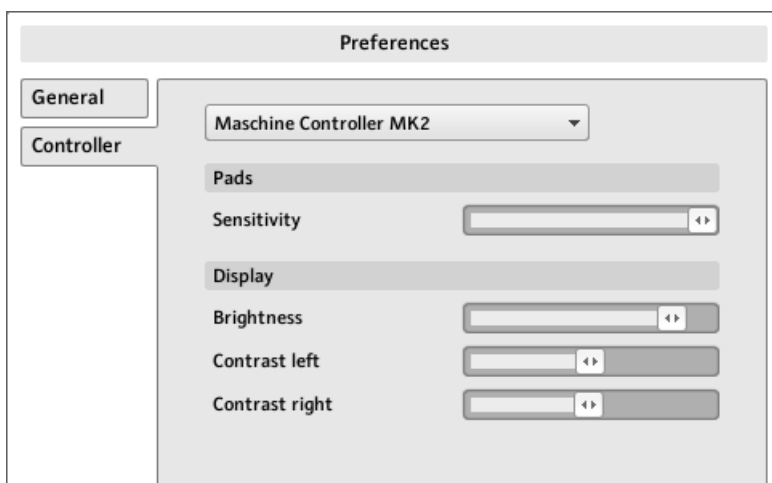 Preferences
General
Controller
Maschine Controller MK2
Pads
Sensitivity
Display
Brightness
Contrast left
Contrast right